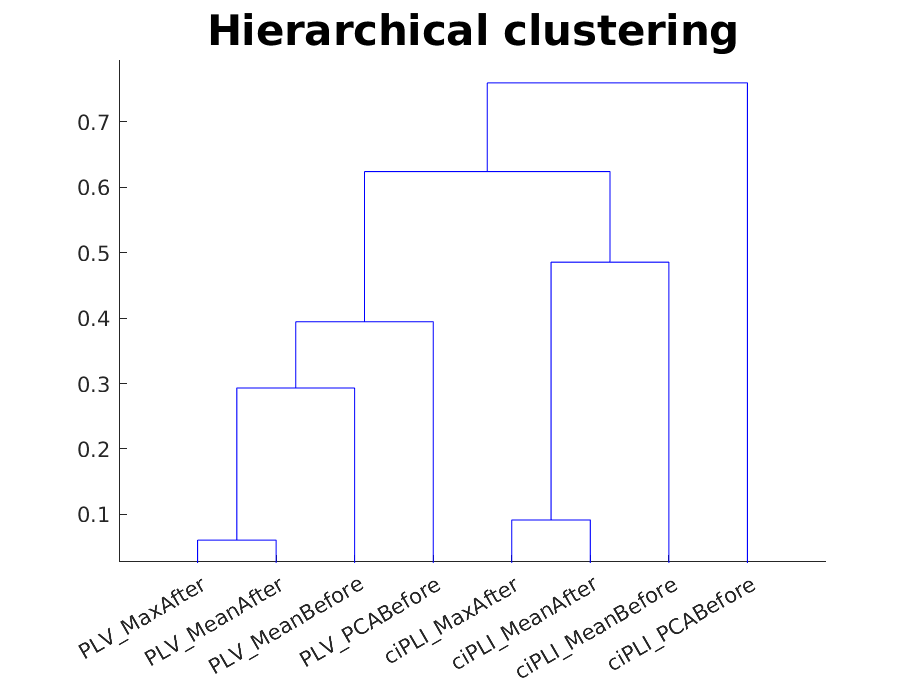 Hierarchical clustering
0.7
0.6
0.5
0.4
0.3
0.2
0.1
PLV_MaxAfter
PLV_MeanAfter
PLV_MeanBefore
PLV_PCABefore
ciPLI_MaxAfter
ciPLI_MeanAfter
ciPLI_MeanBefore
ciPLI_PCABefore